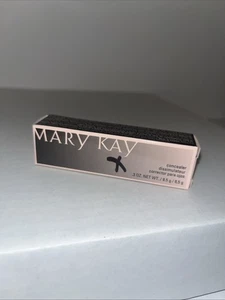 MARY KAY
concealer
dissimulateur
corrector para ojos